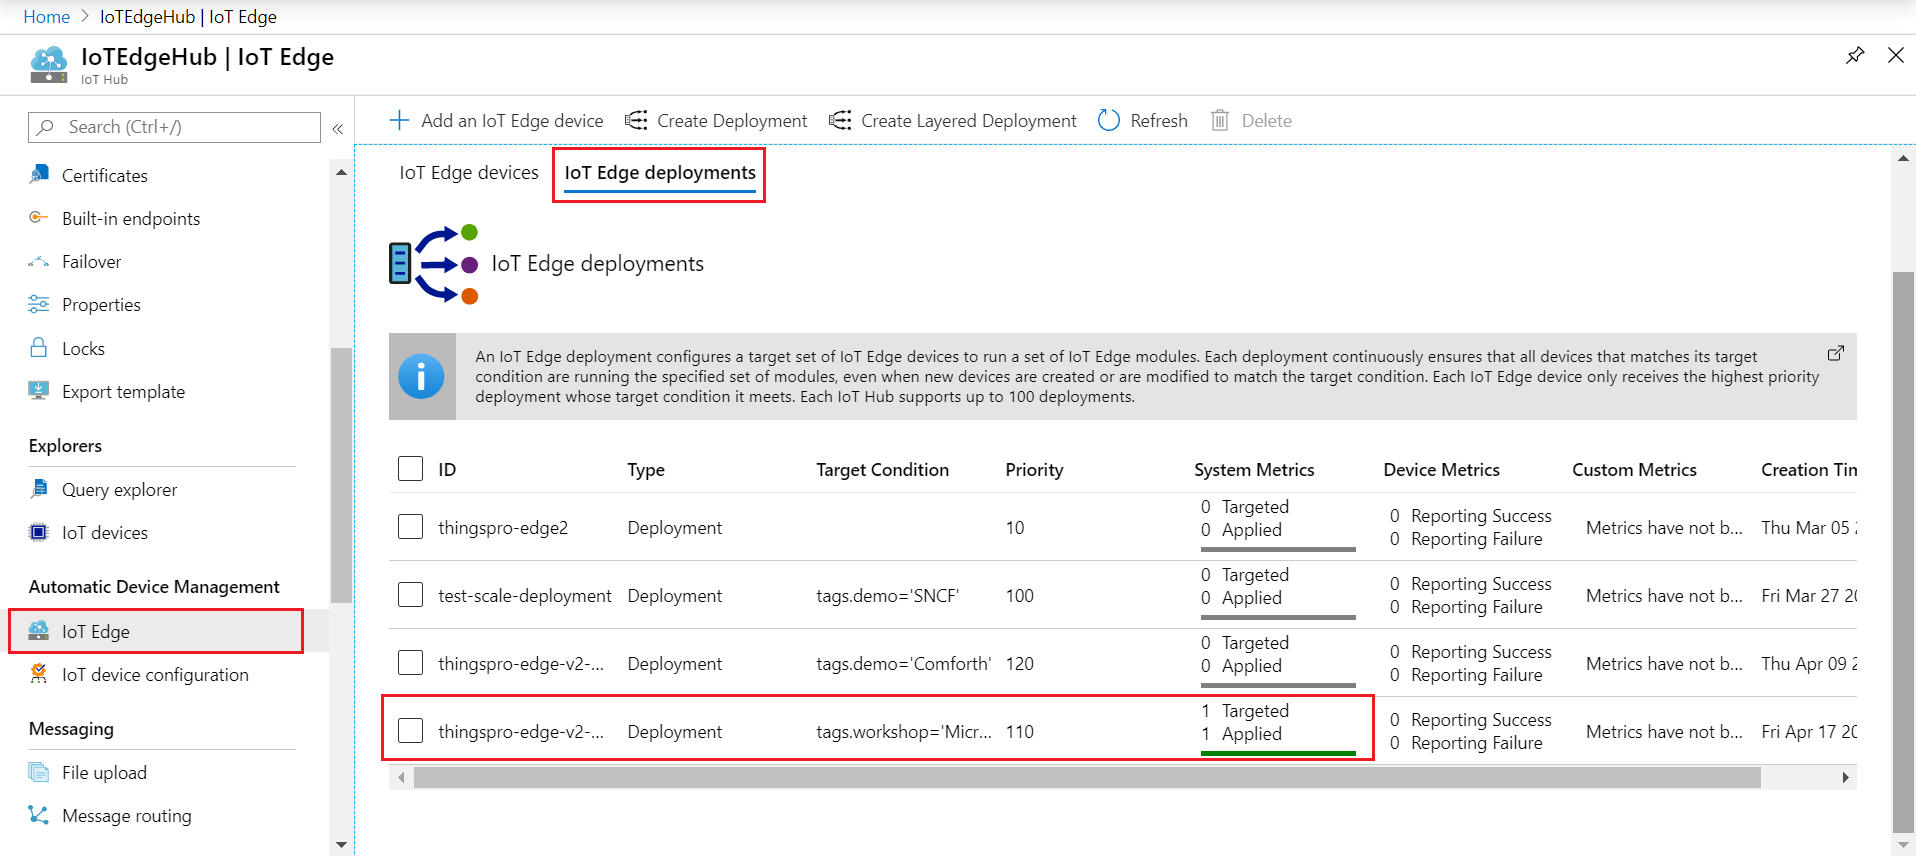 Home > IoTEdgeHub | IoT Edge
IoTEdgeHub | IoT Edge
IoT Hub
Search (Ctrl+/)
«
Certificates
Built-in endpoints
Failover
Properties
Locks
Export template
Explorers
Query explorer
IoT devices
Automatic Device Management
IoT Edge
IoT device configuration
Messaging
File upload
Message routing
Add an IoT Edge device Create Deployment Create Layered Deployment Refresh Delete
IoT Edge devices IoT Edge deployments
IoT Edge deployments
An IoT Edge deployment configures a target set of IoT Edge devices to run a set of IoT Edge modules. Each deployment continuously ensures that all devices that matches its target
condition are running the specified set of modules, even when new devices are created or are modified to match the target condition. Each IoT Edge device only receives the highest priority
deployment whose target condition it meets. Each IoT Hub supports up to 100 deployments.
ID Type Target Condition Priority System Metrics Device Metrics Custom Metrics Creation Tim
thingspro-edge2 Deployment 10 0 Targeted 0 Applied 0 Reporting Success 0 Reporting Failure Metrics have not b... Thu Mar 05 2
test-scale-deployment Deployment tags.demo='SNCF' 100 0 Targeted 0 Applied 0 Reporting Success 0 Reporting Failure Metrics have not b... Fri Mar 27 20
thingspro-edge-v2-... Deployment tags.demo='Comforth' 120 0 Targeted 0 Applied 0 Reporting Success 0 Reporting Failure Metrics have not b... Thu Apr 09 2
thingspro-edge-v2-... Deployment tags.workshop='Micr... 110 1 Targeted 1 Applied 0 Reporting Success 0 Reporting Failure Metrics have not b... Fri Apr 17 20